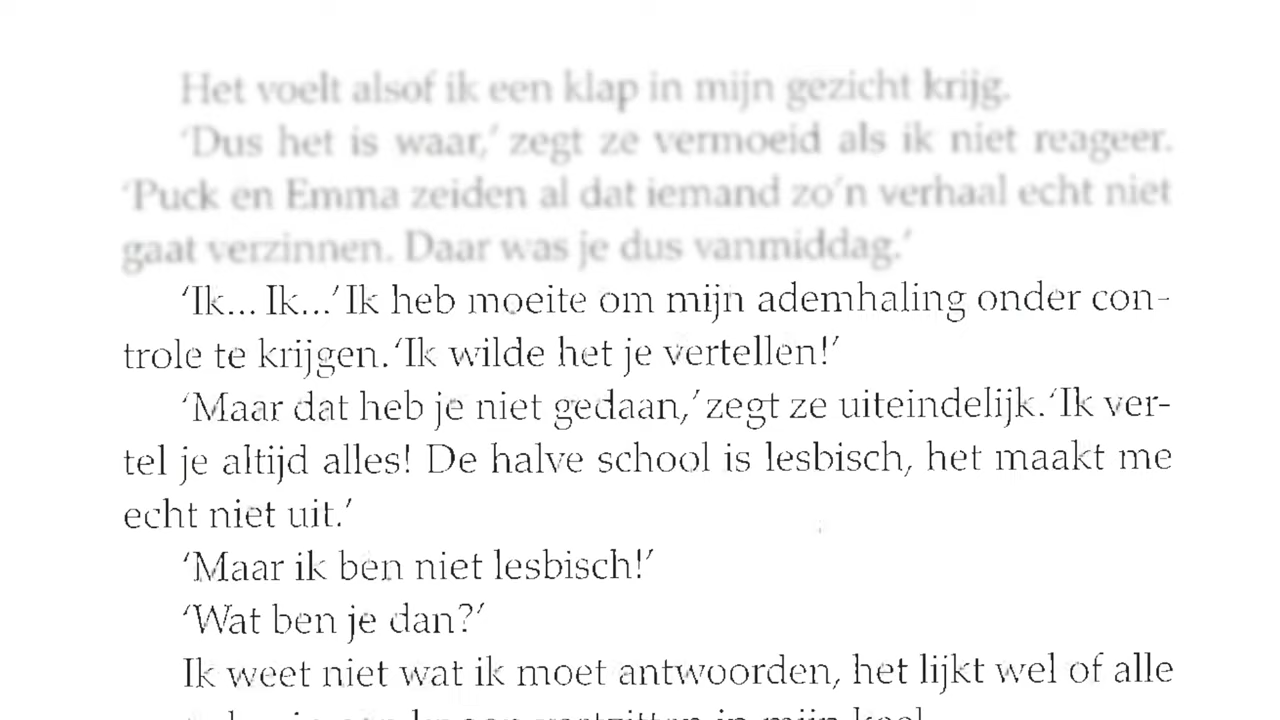 Het voelt alsof ik een klap in mijn gezicht krijg.
‘Dus het is waar,’ zegt ze vermoeid als ik niet reageer.
‘Puck en Emma zeiden al dat iemand zo’n verhaal echt niet
gaat verzinnen. Daar was je dus vanmiddag.’
‘Ik... Ik...’ Ik heb moeite om mijn ademhaling onder con-
trole te krijgen. ‘Ik wilde het je vertellen!’
‘Maar dat heb je niet gedaan,’ zegt ze uiteindelijk. ‘Ik ver-
tel je altijd alles! De halve school is lesbisch, het maakt me
echt niet uit.’
‘Maar ik ben niet lesbisch!’
‘Wat ben je dan?’
Ik weet niet wat ik moet antwoorden, het lijkt wel of alle
in mijn keel